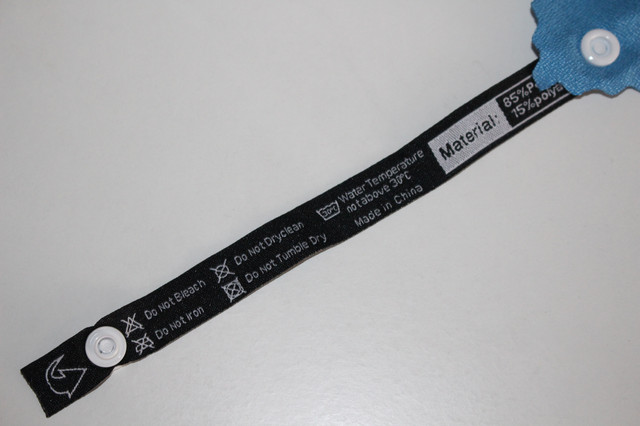 Material:
85%P
15%polya
Water Temperature
not above 30°C
Made in China
Do Not Dryclean
Do Not Tumble Dry
Do Not Bleach
Do Not Iron